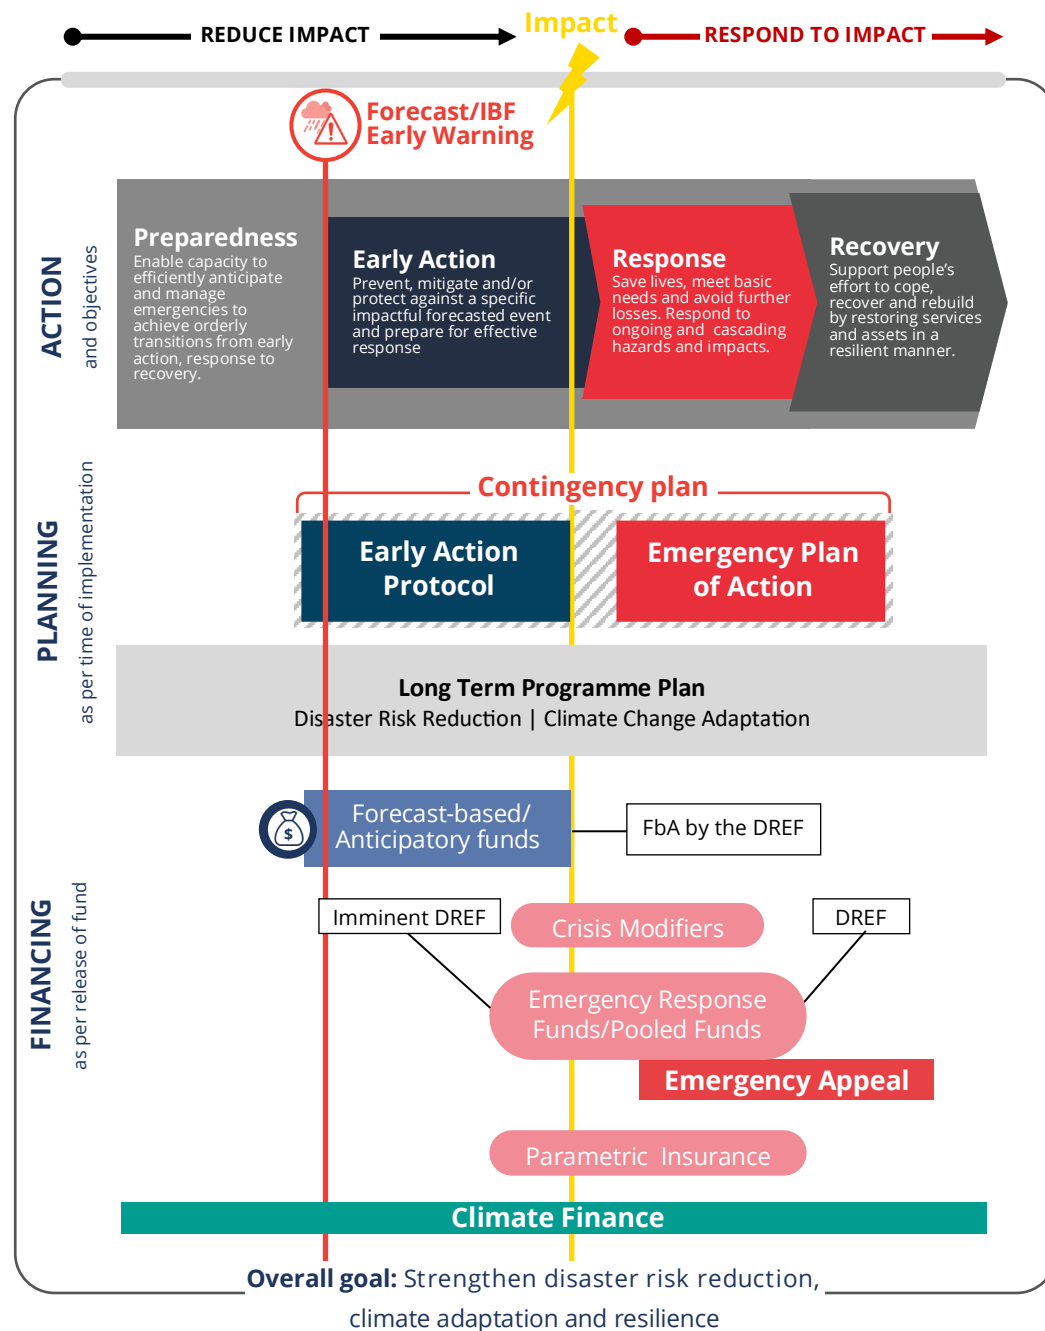 REDUCE IMPACT
Impact
RESPOND TO IMPACT
Forecast/IBF
Early Warning
ACTION
and objectives
Preparedness
Enable capacity to
efficiently anticipate
and manage
emergencies to
achieve orderly
transitions from early
action, response to
recovery.
Early Action
Prevent, mitigate and/or
protect against a specific
impactful forecasted event
and prepare for effective
response
Response
Save lives, meet basic
needs and avoid further
losses. Respond to
ongoing and cascading
hazards and impacts.
Recovery
Support people’s
effort to cope,
recover and rebuild
by restoring services
and assets in a
resilient manner.
PLANNING
as per time of implementation
Contingency plan
Early Action
Protocol
Emergency Plan
of Action
Long Term Programme Plan
Disaster Risk Reduction | Climate Change Adaptation
FINANCING
as per release of fund
$
Forecast-based/
Anticipatory funds
FbA by the DREF
Imminent DREF
Crisis Modifiers
DREF
Emergency Response
Funds/Pooled Funds
Emergency Appeal
Parametric Insurance
Climate Finance
Overall goal: Strengthen disaster risk reduction,
climate adaptation and resilience